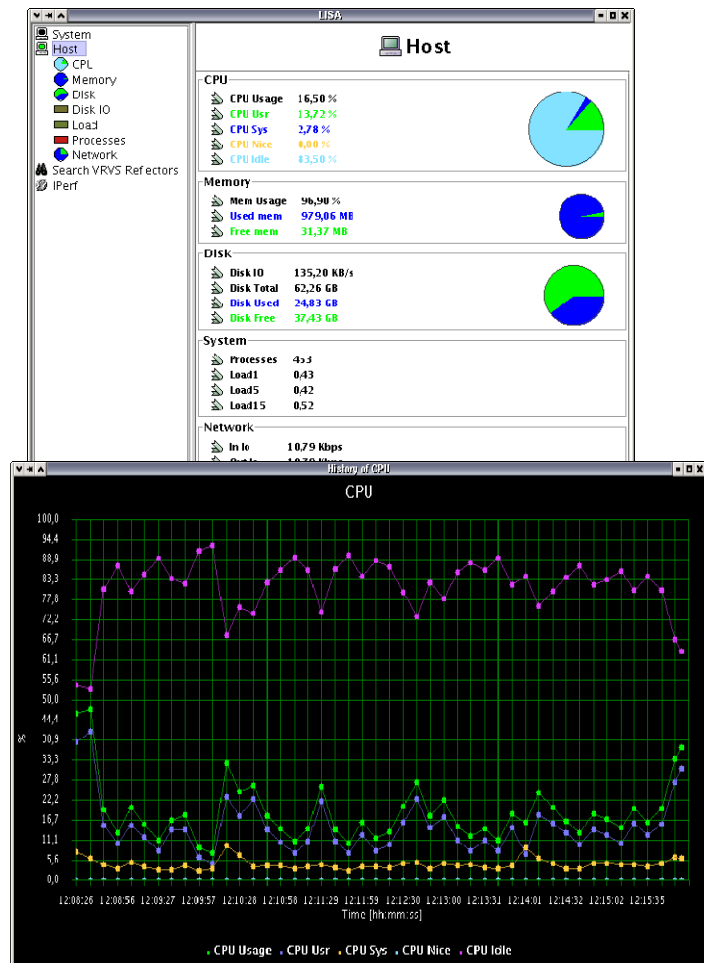 LISA
System
Host
CPL
Memory
Disk
Disk IO
Load
Processes
Network
Search VRVS Reflectors
IPerf
Host
CPU
CPU Usage 16,50 %
CPU Usr 13,72 %
CPU Sys 2,78 %
CPU Nice 0,00 %
CPU Idle 83,50 %
Memory
Mem Usage 96,90 %
Used mem 979,06 MB
Free mem 31,37 MB
Disk
Disk IO 135,20 KB/s
Disk Total 62,26 GB
Disk Used 24,83 GB
Disk Free 37,43 GB
System
Processes 453
Load1 0,43
Load5 0,42
Load15 0,52
Network
In Io 10,79 Kbps
History of CPU
CPU
100,0
94,4
88,9
83,3
77,8
72,2
66,7
61,1
55,6
50,0
44,4
%
30,9
33,3
27,8
22,2
16,7
11,1
5,6
0,0
12:08:26 12:08:56 12:09:27 12:09:57 12:10:28 12:10:58 12:11:29 12:11:59 12:12:30 12:13:00 12:13:31 12:14:01 12:14:32 12:15:02 12:15:35
Time [hh:mm:ss]
CPU Usage CPU Usr CPU Sys CPU Nice CPU Idle